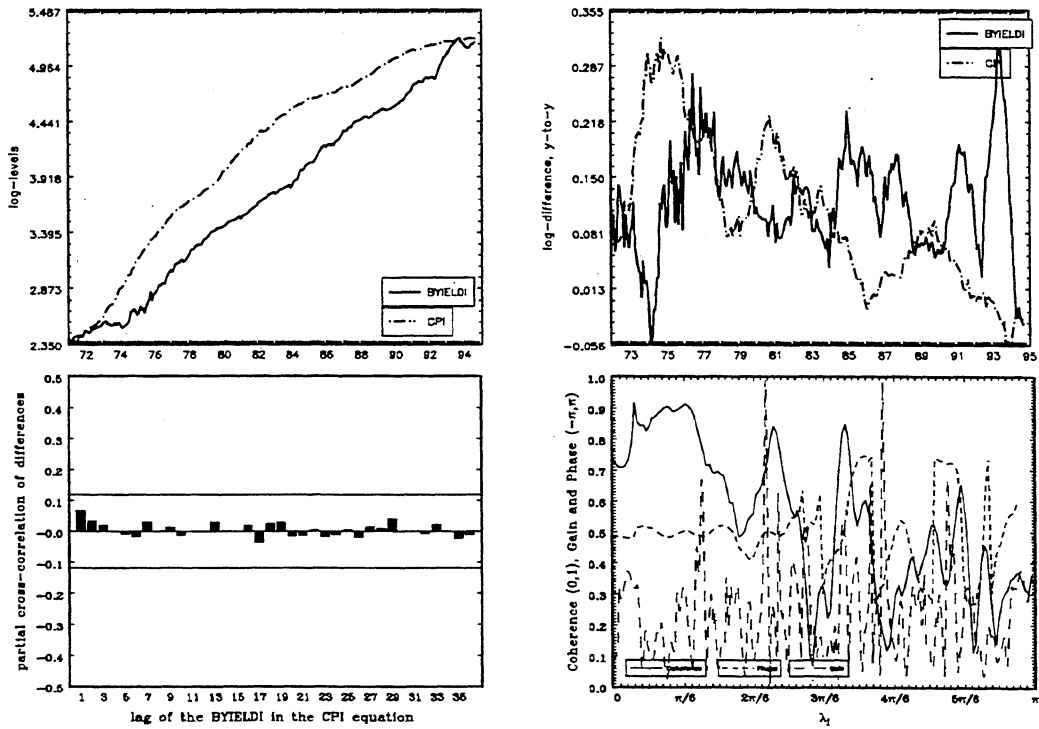 5.487
4.964
4.441
3.918
3.395
2.873
2.350
log-levels
BYIELDI
CPI
72 74 76 78 80 82 84 86 88 90 92 94
0.355
0.287
0.218
0.150
0.081
0.013
-0.056
log-difference, y-to-y
BYIELDI
73 75 77 79 81 83 85 87 89 91 93 95
0.5
0.4
0.3
0.2
0.1
-0.0
-0.1
-0.2
-0.3
-0.4
-0.5
partial cross-correlation of differences
1 3 5 7 9 11 13 15 17 19 21 23 25 27 29 31 33 35
lag of the BYIELDI in the CPI equation
1.0
0.9
0.8
0.7
0.6
0.5
0.4
0.3
0.2
0.1
0.0
Coherence (0,1), Gain and Phase (-π,π)
Coherence
Phase
Gain
0 π/6 2π/6 3π/6 4π/6 5π/6 π